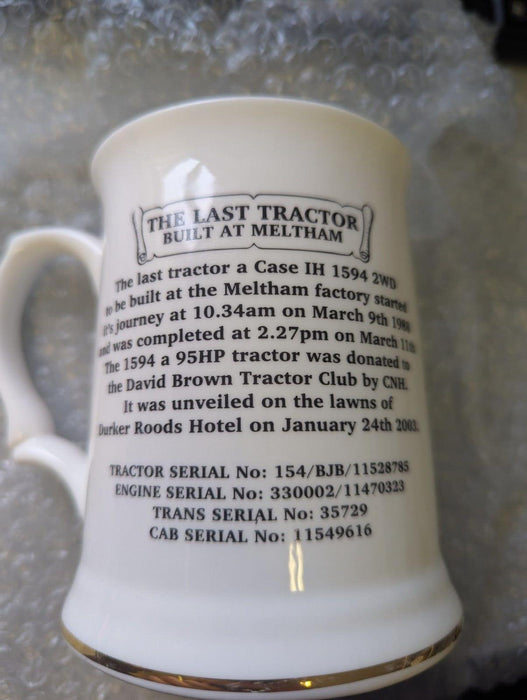 THE LAST TRACTOR
BUILT AT MELTHAM
The last tractor a Case IH 1594 2WD
to be built at the Meltham factory started
it's journey at 10.34am on March 9th 1988
and was completed at 2.27pm on March 11th
The 1594 a 95HP tractor was donated to
the David Brown Tractor Club by CNH.
It was unveiled on the lawns of
Durker Roods Hotel on January 24th 2003.
TRACTOR SERIAL No: 154/BJB/11528785
ENGINE SERIAL No: 330002/11470323
TRANS SERIAL No: 35729
CAB SERIAL No: 11549616